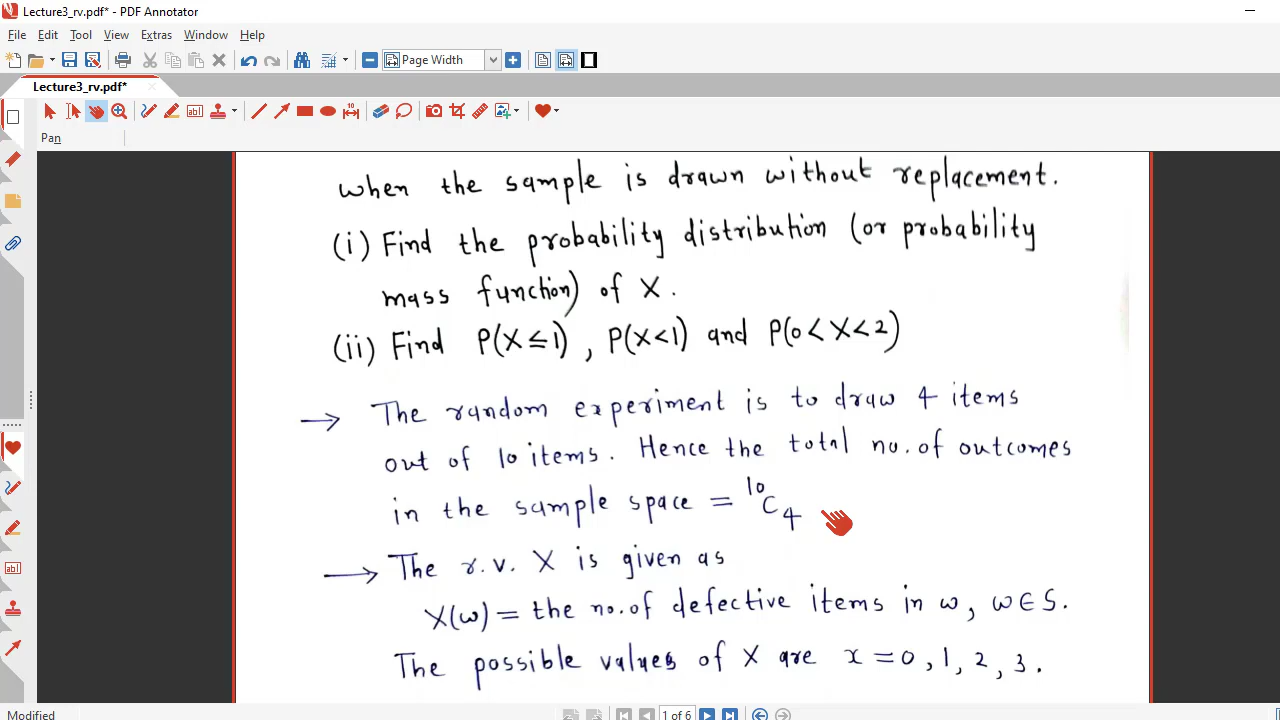 Lecture3_rv.pdf* - PDF Annotator
File Edit Tool View Extras Window Help
Page Width
Lecture3_rv.pdf*
Pan
when the sample is drawn without replacement.
(i) Find the probability distribution (or probability
mass function) of X.
(ii) Find P(X≤1), P(X<1) and P(0<X<2)
→ The random experiment is to draw 4 items
out of 10 items. Hence the total no. of outcomes
in the sample space = ¹⁰C₄
→ The r.v. X is given as
X(ω) = the no. of defective items in ω, ω∈S.
The possible values of X are x = 0, 1, 2, 3.
Modified
1 of 6